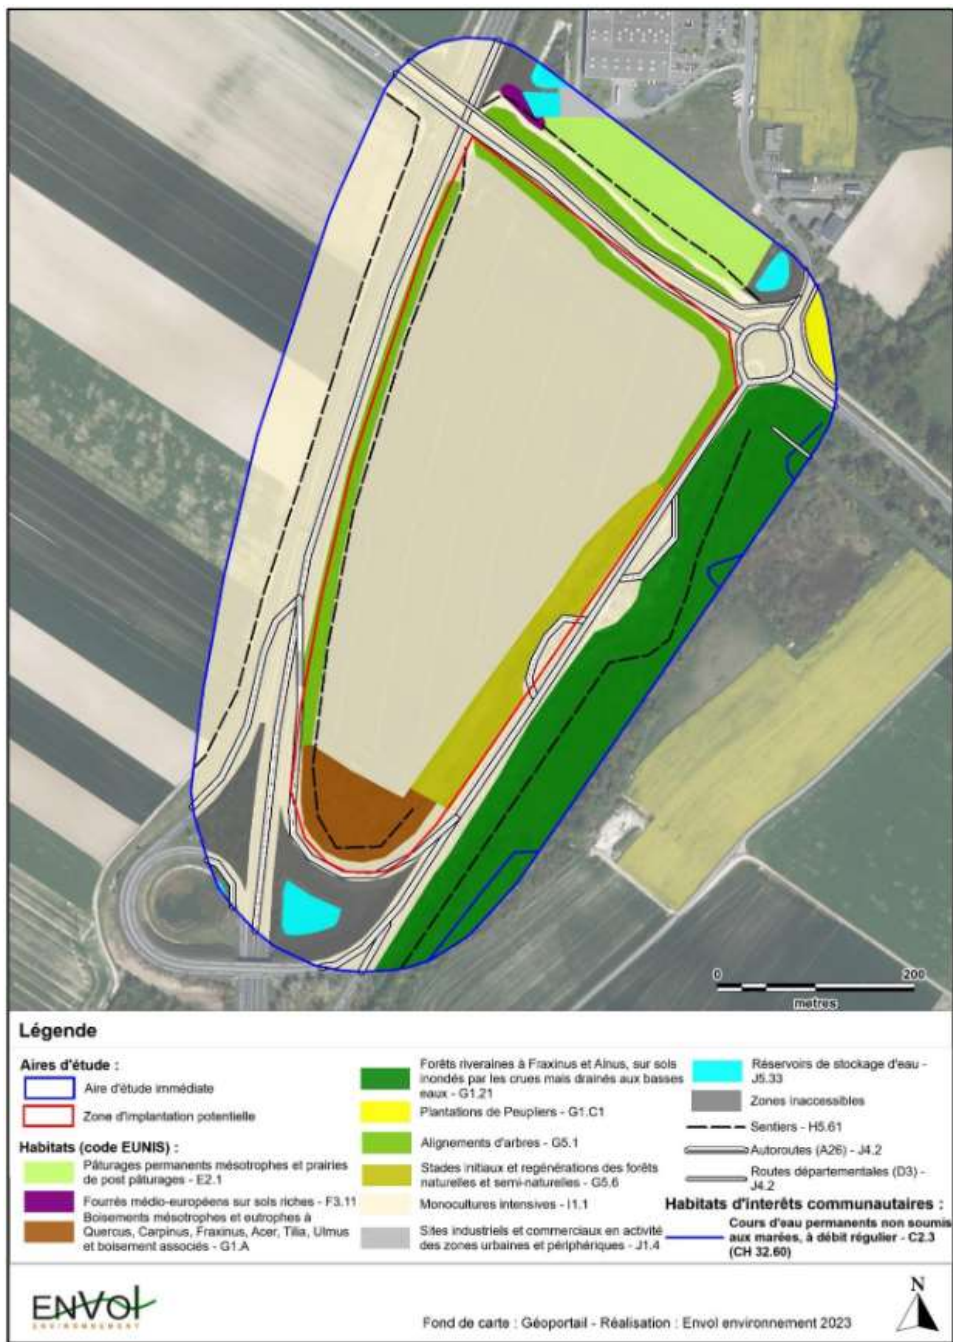 0 200
metres
Légende
Aires d'étude :
Aire d'étude immédiate
Zone d'implantation potentielle
Habitats (code EUNIS) :
Pâturages permanents mésotrophes et prairies
de post pâturages - E2.1
Fourrés médio-européens sur sols riches - F3.11
Boisements mésotrophes et eutrophes à
Quercus, Carpinus, Fraxinus, Acer, Tilia, Ulmus
et boisement associés - G1.A
Forêts riveraines à Fraxinus et Alnus, sur sols
inondés par les crues mais drainés aux basses
eaux - G1.21
Plantations de Peupliers - G1.C1
Alignements d'arbres - G5.1
Stades initiaux et regénérations des forêts
naturelles et semi-naturelles - G5.6
Monocultures intensives - I1.1
Sites industriels et commerciaux en activité
des zones urbaines et périphériques - J1.4
Réservoirs de stockage d'eau -
J5.33
Zones inaccessibles
Sentiers - H5.61
Autoroutes (A26) - J4.2
Routes départementales (D3) -
J4.2
Habitats d'intérêts communautaires :
Cours d'eau permanents non soumis
aux marées, à débit régulier - C2.3
(CH 32.60)
ENVOL
ENVIRONNEMENT
Fond de carte : Géoportail - Réalisation : Envol environnement 2023
N